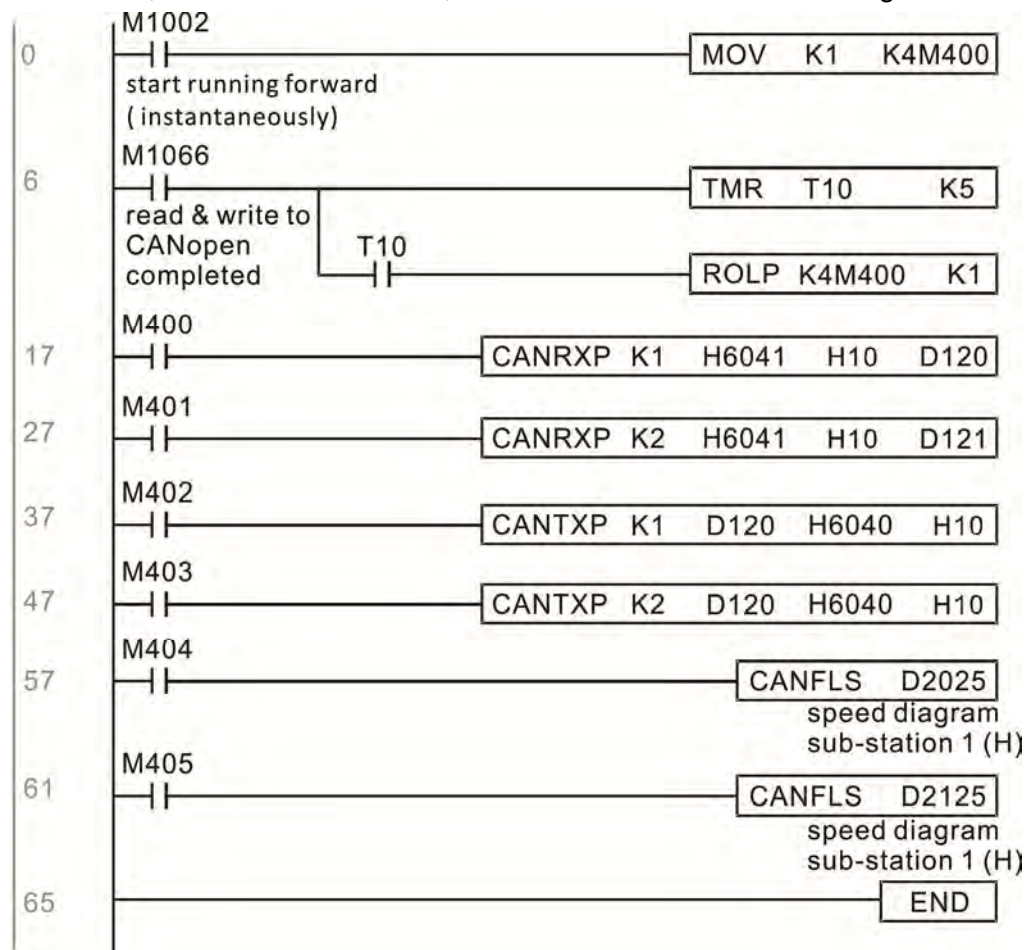 M1002
0 MOV K1 K4M400
start running forward
( instantaneously)
M1066
6 TMR T10 K5
read & write to
CANopen T10
completed ROLP K4M400 K1
M400
17 CANRXP K1 H6041 H10 D120
M401
27 CANRXP K2 H6041 H10 D121
M402
37 CANTXP K1 D120 H6040 H10
M403
47 CANTXP K2 D120 H6040 H10
M404
57 CANFLS D2025
speed diagram
sub-station 1 (H)
M405
61 CANFLS D2125
speed diagram
sub-station 1 (H)
65 END